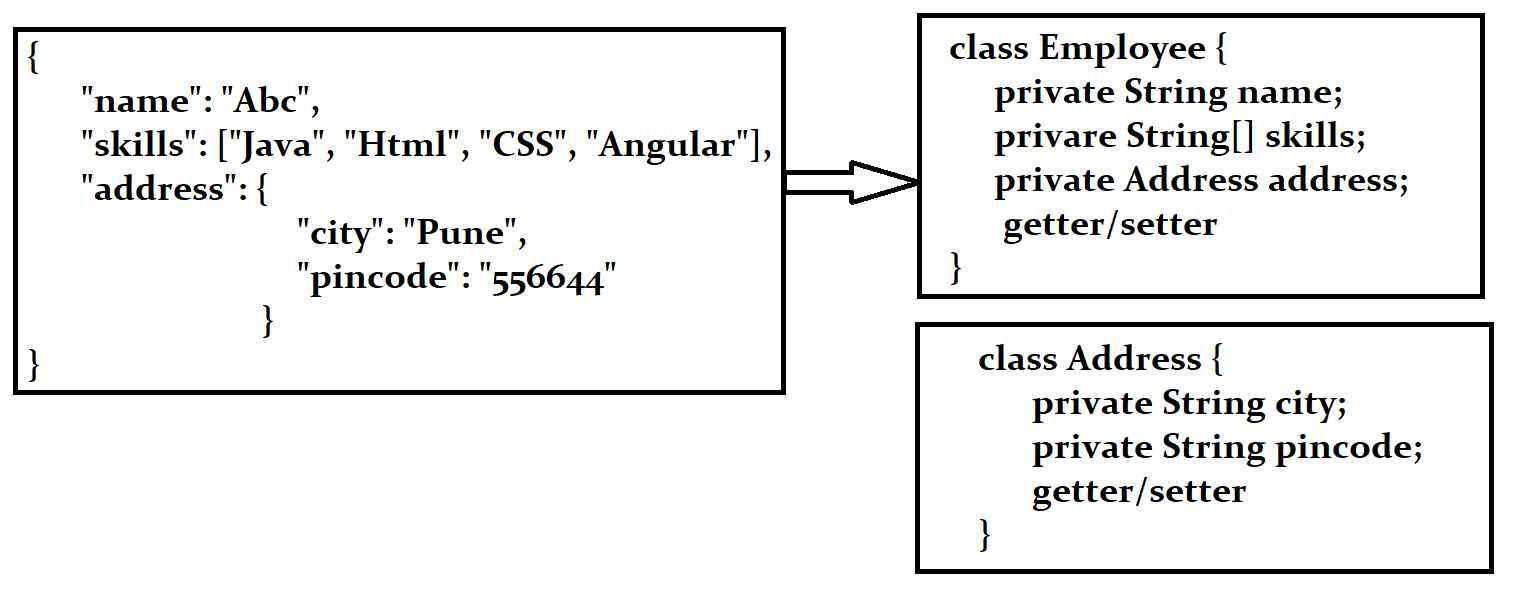 {
"name": "Abc",
"skills": ["Java", "Html", "CSS", "Angular"],
"address": {
"city": "Pune",
"pincode": "556644"
}
}
class Employee {
private String name;
privare String[] skills;
private Address address;
getter/setter
}
class Address {
private String city;
private String pincode;
getter/setter
}